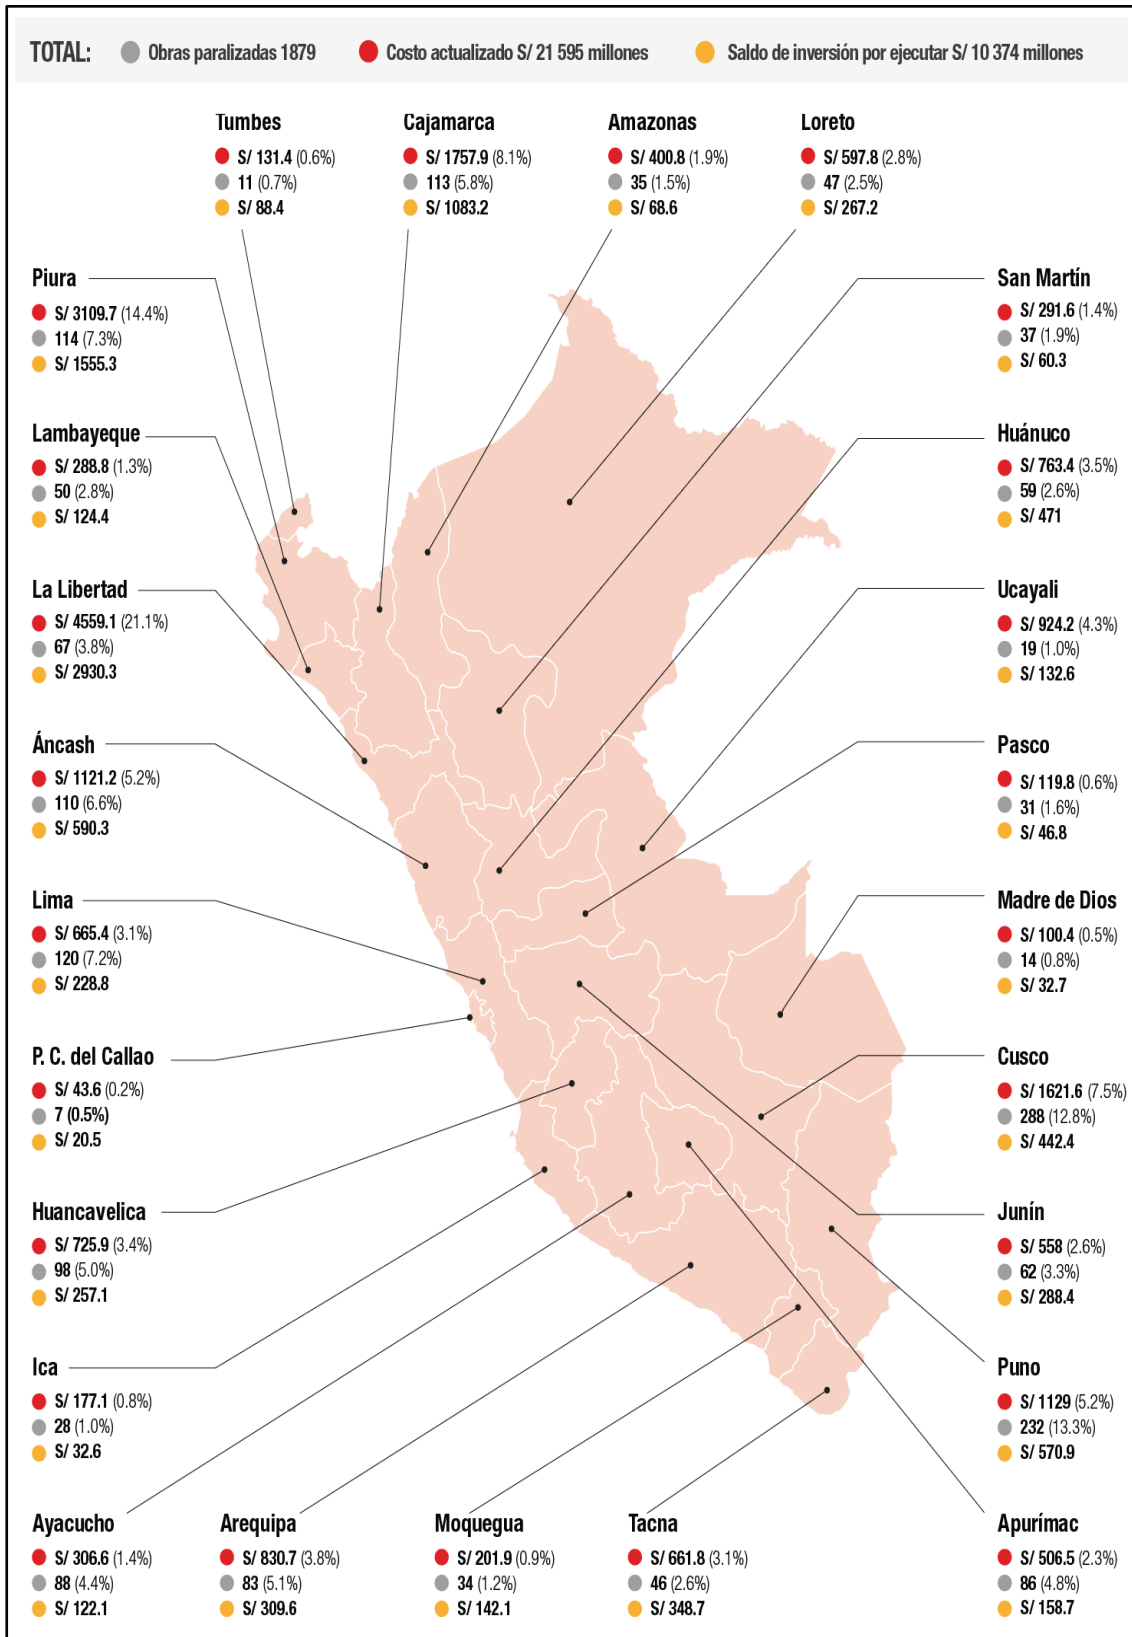 TOTAL: Obras paralizadas 1879 Costo actualizado S/ 21 595 millones Saldo de inversión por ejecutar S/ 10 374 millones
Tumbes
S/ 131.4 (0.6%)
11 (0.7%)
S/ 88.4
Cajamarca
S/ 1757.9 (8.1%)
113 (5.8%)
S/ 1083.2
Amazonas
S/ 400.8 (1.9%)
35 (1.5%)
S/ 68.6
Loreto
S/ 597.8 (2.8%)
47 (2.5%)
S/ 267.2
Piura
S/ 3109.7 (14.4%)
114 (7.3%)
S/ 1555.3
Lambayeque
S/ 288.8 (1.3%)
50 (2.8%)
S/ 124.4
La Libertad
S/ 4559.1 (21.1%)
67 (3.8%)
S/ 2930.3
Áncash
S/ 1121.2 (5.2%)
110 (6.6%)
S/ 590.3
Lima
S/ 665.4 (3.1%)
120 (7.2%)
S/ 228.8
P. C. del Callao
S/ 43.6 (0.2%)
7 (0.5%)
S/ 20.5
Huancavelica
S/ 725.9 (3.4%)
98 (5.0%)
S/ 257.1
Ica
S/ 177.1 (0.8%)
28 (1.0%)
S/ 32.6
San Martín
S/ 291.6 (1.4%)
37 (1.9%)
S/ 60.3
Huánuco
S/ 763.4 (3.5%)
59 (2.6%)
S/ 471
Ucayali
S/ 924.2 (4.3%)
19 (1.0%)
S/ 132.6
Pasco
S/ 119.8 (0.6%)
31 (1.6%)
S/ 46.8
Madre de Dios
S/ 100.4 (0.5%)
14 (0.8%)
S/ 32.7
Cusco
S/ 1621.6 (7.5%)
288 (12.8%)
S/ 442.4
Junín
S/ 558 (2.6%)
62 (3.3%)
S/ 288.4
Puno
S/ 1129 (5.2%)
232 (13.3%)
S/ 570.9
Ayacucho
S/ 306.6 (1.4%)
88 (4.4%)
S/ 122.1
Arequipa
S/ 830.7 (3.8%)
83 (5.1%)
S/ 309.6
Moquegua
S/ 201.9 (0.9%)
34 (1.2%)
S/ 142.1
Tacna
S/ 661.8 (3.1%)
46 (2.6%)
S/ 348.7
Apurímac
S/ 506.5 (2.3%)
86 (4.8%)
S/ 158.7